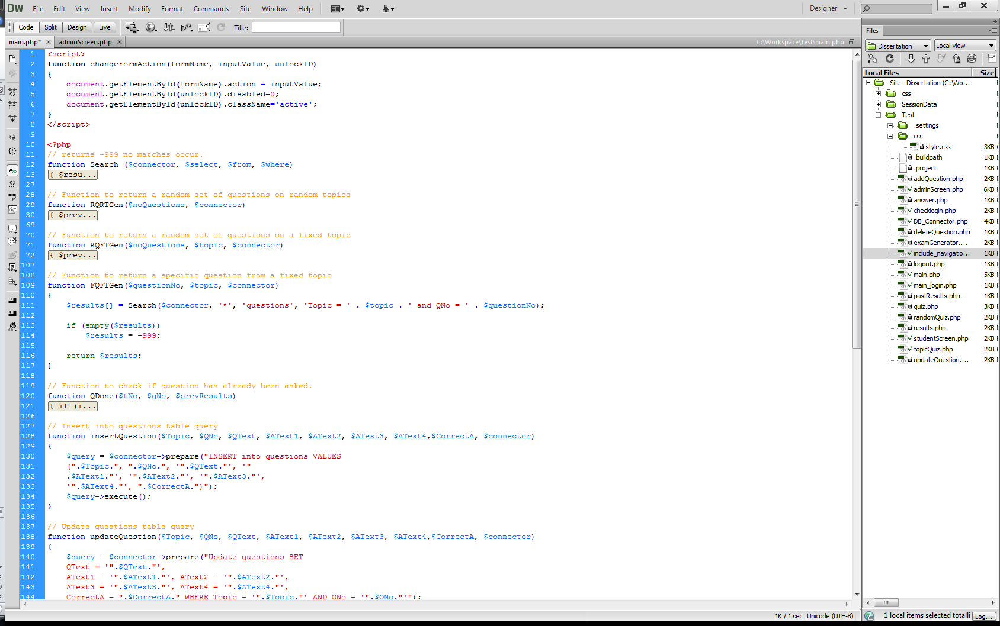 Dw File Edit View Insert Modify Format Commands Site Window Help Designer
Code Split Design Live Title:
main.php* adminScreen.php C:\Workspace\Test\main.php
1 <script>
2 function changeFormAction(formName, inputValue, unlockID)
3 {
4 document.getElementById(formName).action = inputValue;
5 document.getElementById(unlockID).disabled=0;
6 document.getElementById(unlockID).className='active';
7 }
8 </script>
9
10 <?php
11 // returns -999 no matches occur.
12 function Search ($connector, $select, $from, $where)
13 { $resu...
27
28 // Function to return a random set of questions on random topics
29 function RQRTGen($noQuestions, $connector)
30 { $prev...
69
70 // Function to return a random set of questions on a fixed topic
71 function RQFTGen($noQuestions, $topic, $connector)
72 { $prev...
107
108 // Function to return a specific question from a fixed topic
109 function FQFTGen($questionNo, $topic, $connector)
110 {
111 $results[] = Search($connector, '*', 'questions', 'Topic = ' . $topic . ' and QNo = ' . $questionNo);
112
113 if (empty($results))
114 $results = -999;
115
116 return $results;
117 }
118
119 // Function to check if question has already been asked.
120 function QDone($tNo, $qNo, $prevResults)
121 { if (i...
126
127 // Insert into questions table query
128 function insertQuestion($Topic, $QNo, $QText, $AText1, $AText2, $AText3, $AText4,$CorrectA, $connector)
129 {
130 $query = $connector->prepare("INSERT into questions VALUES
131 (".$Topic.", ".$QNo.", '".$QText."', '"
132 .$AText1."', '".$AText2."', '".$AText3."',
133 '".$AText4."', ".$CorrectA.")");
134 $query->execute();
135 }
136
137 // Update questions table query
138 function updateQuestion($Topic, $QNo, $QText, $AText1, $AText2, $AText3, $AText4,$CorrectA, $connector)
139 {
140 $query = $connector->prepare("Update questions SET
141 QText = '".$QText."',
142 AText1 = '".$AText1."', AText2 = '".$AText2."',
143 AText3 = '".$AText3."', AText4 = '".$AText4."',
144 CorrectA = ".$CorrectA." WHERE Topic = '".$Topic."' AND QNo = '".$QNo."'");
1K / 1 sec Unicode (UTF-8)
Files
Dissertation Local view
Local Files Size
Site - Dissertation (C:\Wo...
css
SessionData
Test
.settings
css
style.css 3KB
.buildpath 1KB
.project 1KB
addQuestion.php 2KB
adminScreen.php 6KB
answer.php 1KB
checklogin.php 2KB
DB_Connector.php 4KB
deleteQuestion.php 1KB
examGenerator.... 2KB
include_navigatio... 1KB
logout.php 1KB
main.php 5KB
main_login.php 1KB
pastResults.php 1KB
quiz.php 3KB
randomQuiz.php 2KB
results.php 2KB
studentScreen.php 2KB
topicQuiz.php 2KB
updateQuestion.... 2KB
1 local items selected totalli Log...